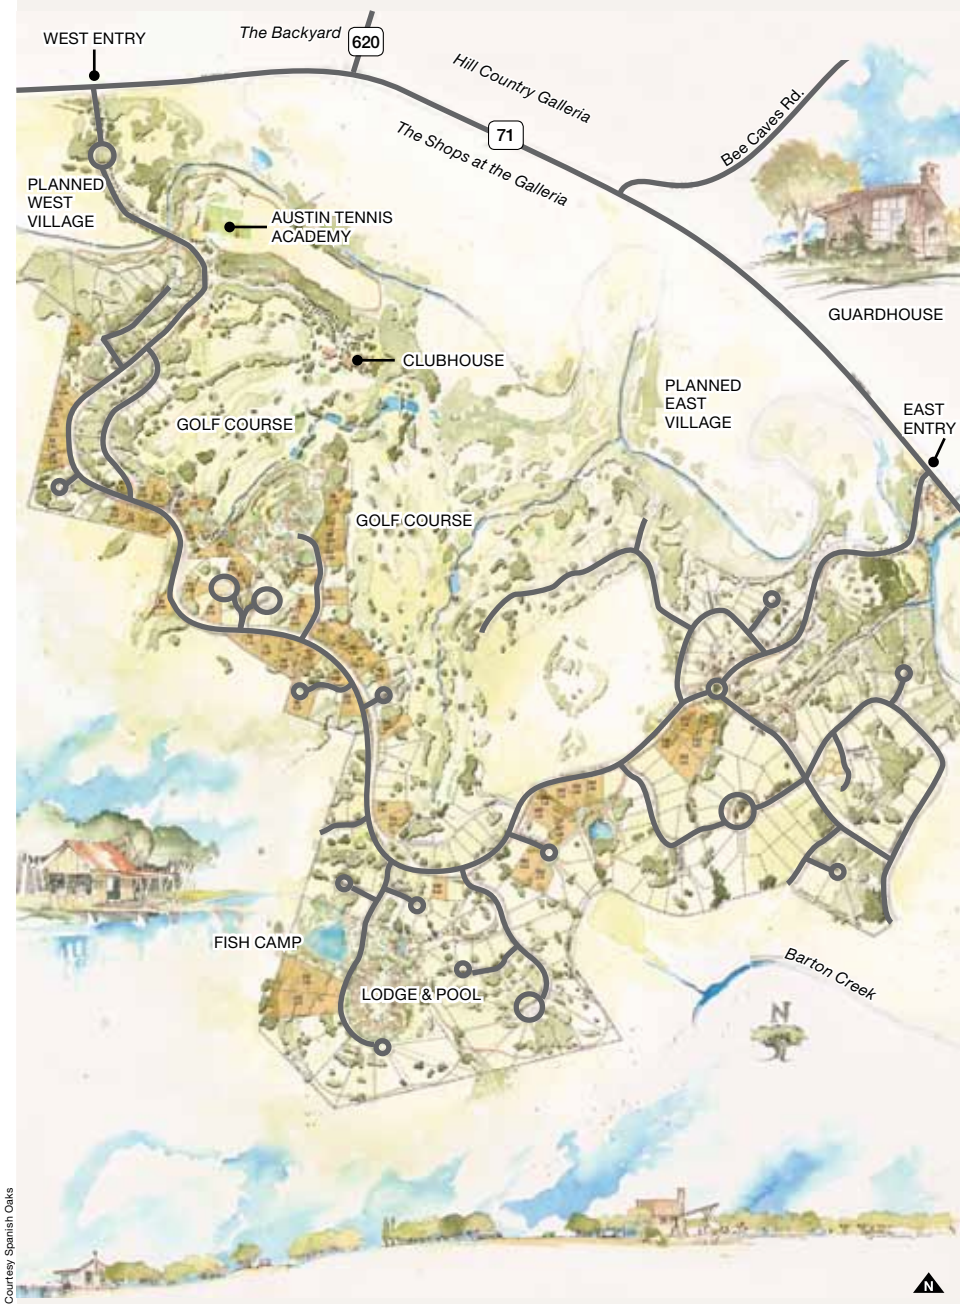 WEST ENTRY
The Backyard
620
Hill Country Galleria
71
The Shops at the Galleria
Bee Caves Rd.
PLANNED
WEST
VILLAGE
AUSTIN TENNIS
ACADEMY
GUARDHOUSE
CLUBHOUSE
PLANNED
EAST
VILLAGE
EAST
ENTRY
GOLF COURSE
GOLF COURSE
FISH CAMP
LODGE & POOL
Barton Creek
N
Courtesy Spanish Oaks
N